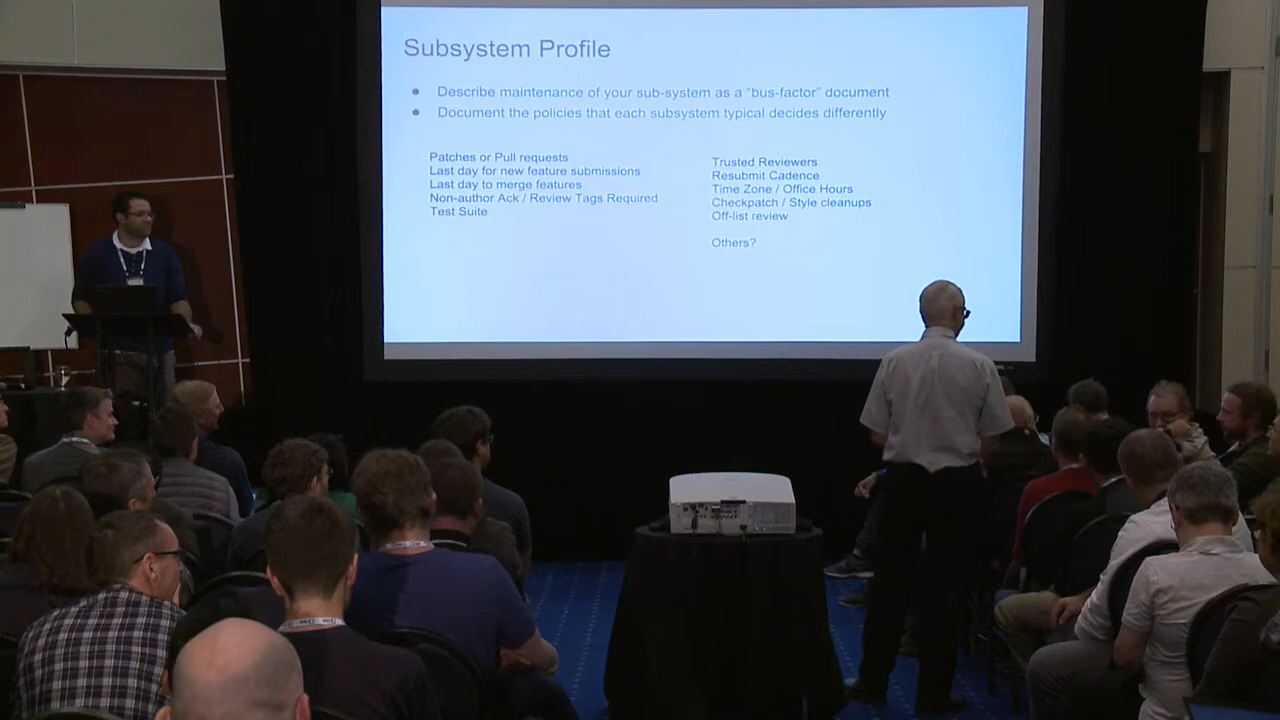 Subsystem Profile
● Describe maintenance of your sub-system as a “bus-factor” document
● Document the policies that each subsystem typical decides differently
Patches or Pull requests
Last day for new feature submissions
Last day to merge features
Non-author Ack / Review Tags Required
Test Suite
Trusted Reviewers
Resubmit Cadence
Time Zone / Office Hours
Checkpatch / Style cleanups
Off-list review
Others?